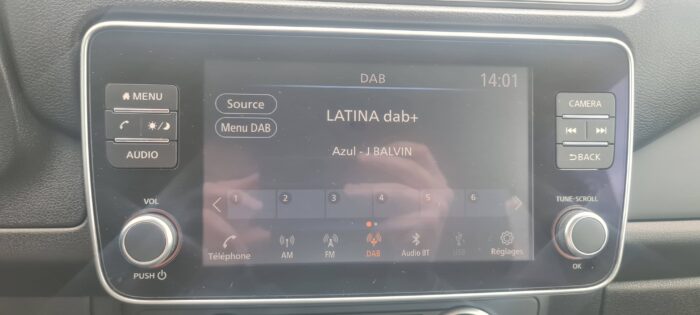 DAB 14:01
MENU
AUDIO
Source
Menu DAB
LATINA dab+
Azul - J BALVIN
CAMERA
BACK
1 2 3 4 5 6
VOL
PUSH
TUNE-SCROLL
OK
Téléphone AM FM DAB Audio BT USB Réglages